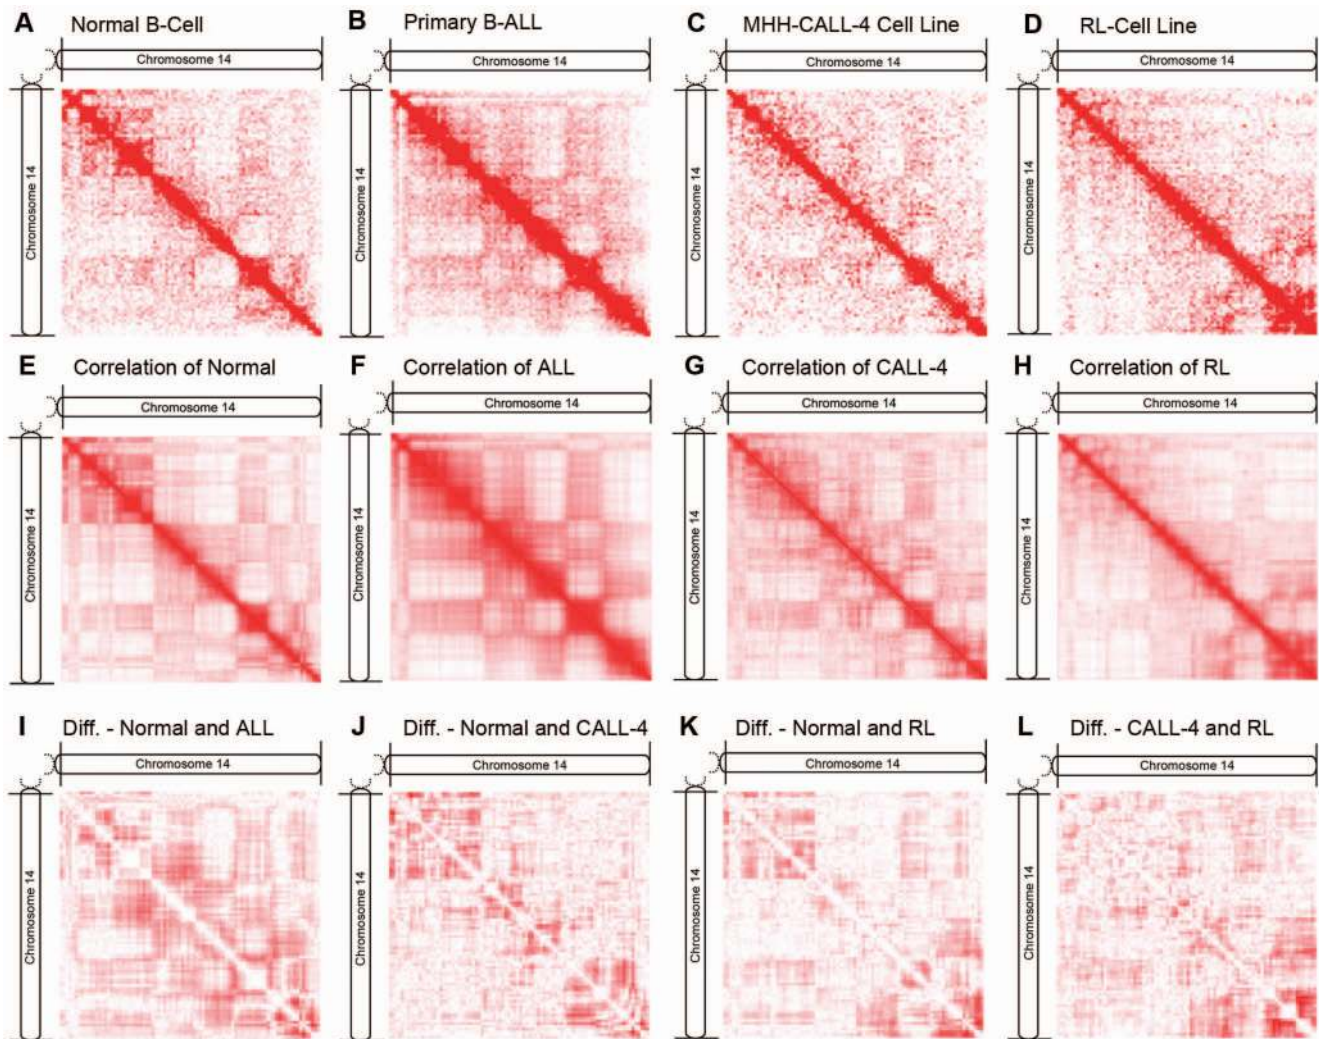 A Normal B-Cell
B Primary B-ALL
C MHH-CALL-4 Cell Line
D RL-Cell Line
Chromosome 14
Chromosome 14
Chromosome 14
Chromosome 14
Chromosome 14
Chromosome 14
Chromosome 14
Chromosome 14
E Correlation of Normal
F Correlation of ALL
G Correlation of CALL-4
H Correlation of RL
Chromosome 14
Chromosome 14
Chromosome 14
Chromosome 14
Chromosome 14
Chromosome 14
Chromosome 14
Chromosome 14
I Diff. - Normal and ALL
J Diff. - Normal and CALL-4
K Diff. - Normal and RL
L Diff. - CALL-4 and RL
Chromosome 14
Chromosome 14
Chromosome 14
Chromosome 14
Chromosome 14
Chromosome 14
Chromosome 14
Chromosome 14